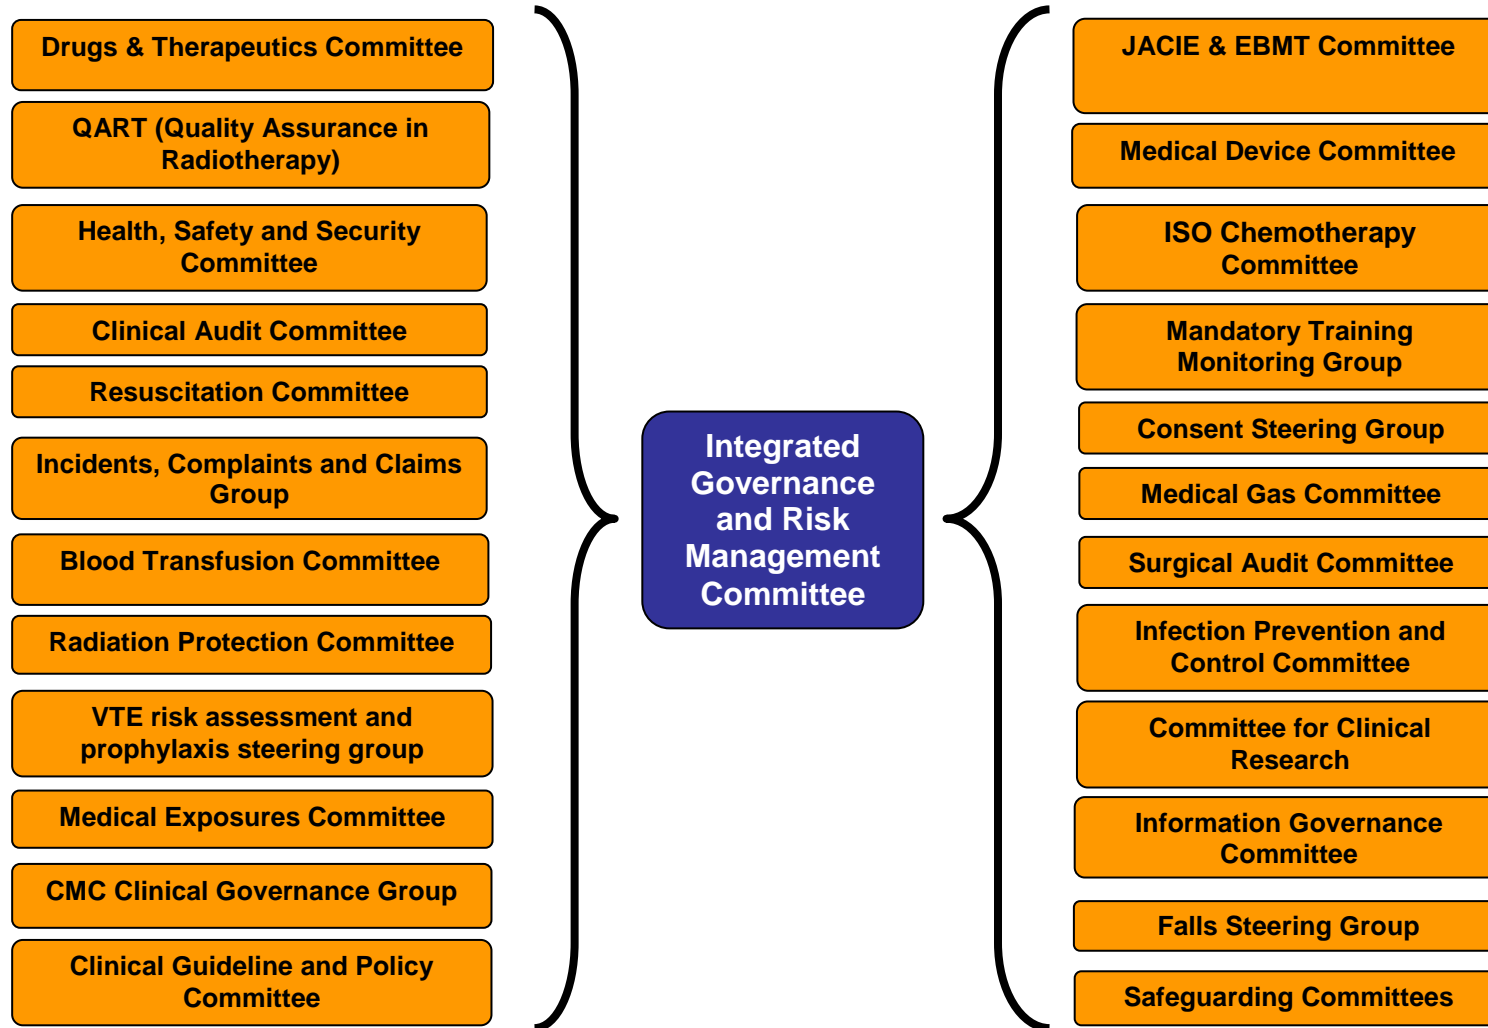 Drugs & Therapeutics Committee
QART (Quality Assurance in
Radiotherapy)
Health, Safety and Security
Committee
Clinical Audit Committee
Resuscitation Committee
Incidents, Complaints and Claims
Group
Blood Transfusion Committee
Radiation Protection Committee
VTE risk assessment and
prophylaxis steering group
Medical Exposures Committee
CMC Clinical Governance Group
Clinical Guideline and Policy
Committee
Integrated
Governance
and Risk
Management
Committee
JACIE & EBMT Committee
Medical Device Committee
ISO Chemotherapy
Committee
Mandatory Training
Monitoring Group
Consent Steering Group
Medical Gas Committee
Surgical Audit Committee
Infection Prevention and
Control Committee
Committee for Clinical
Research
Information Governance
Committee
Falls Steering Group
Safeguarding Committees